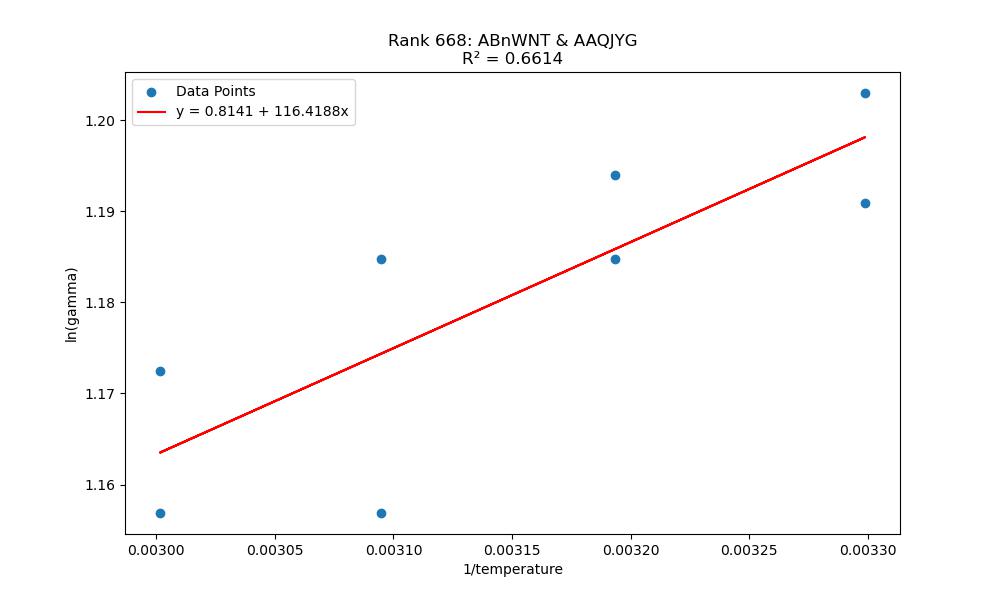 Rank 668: ABnWNT & AAQJYG
R² = 0.6614
Data Points
y = 0.8141 + 116.4188x
ln(gamma)
1.20
1.19
1.18
1.17
1.16
0.00300 0.00305 0.00310 0.00315 0.00320 0.00325 0.00330
1/temperature